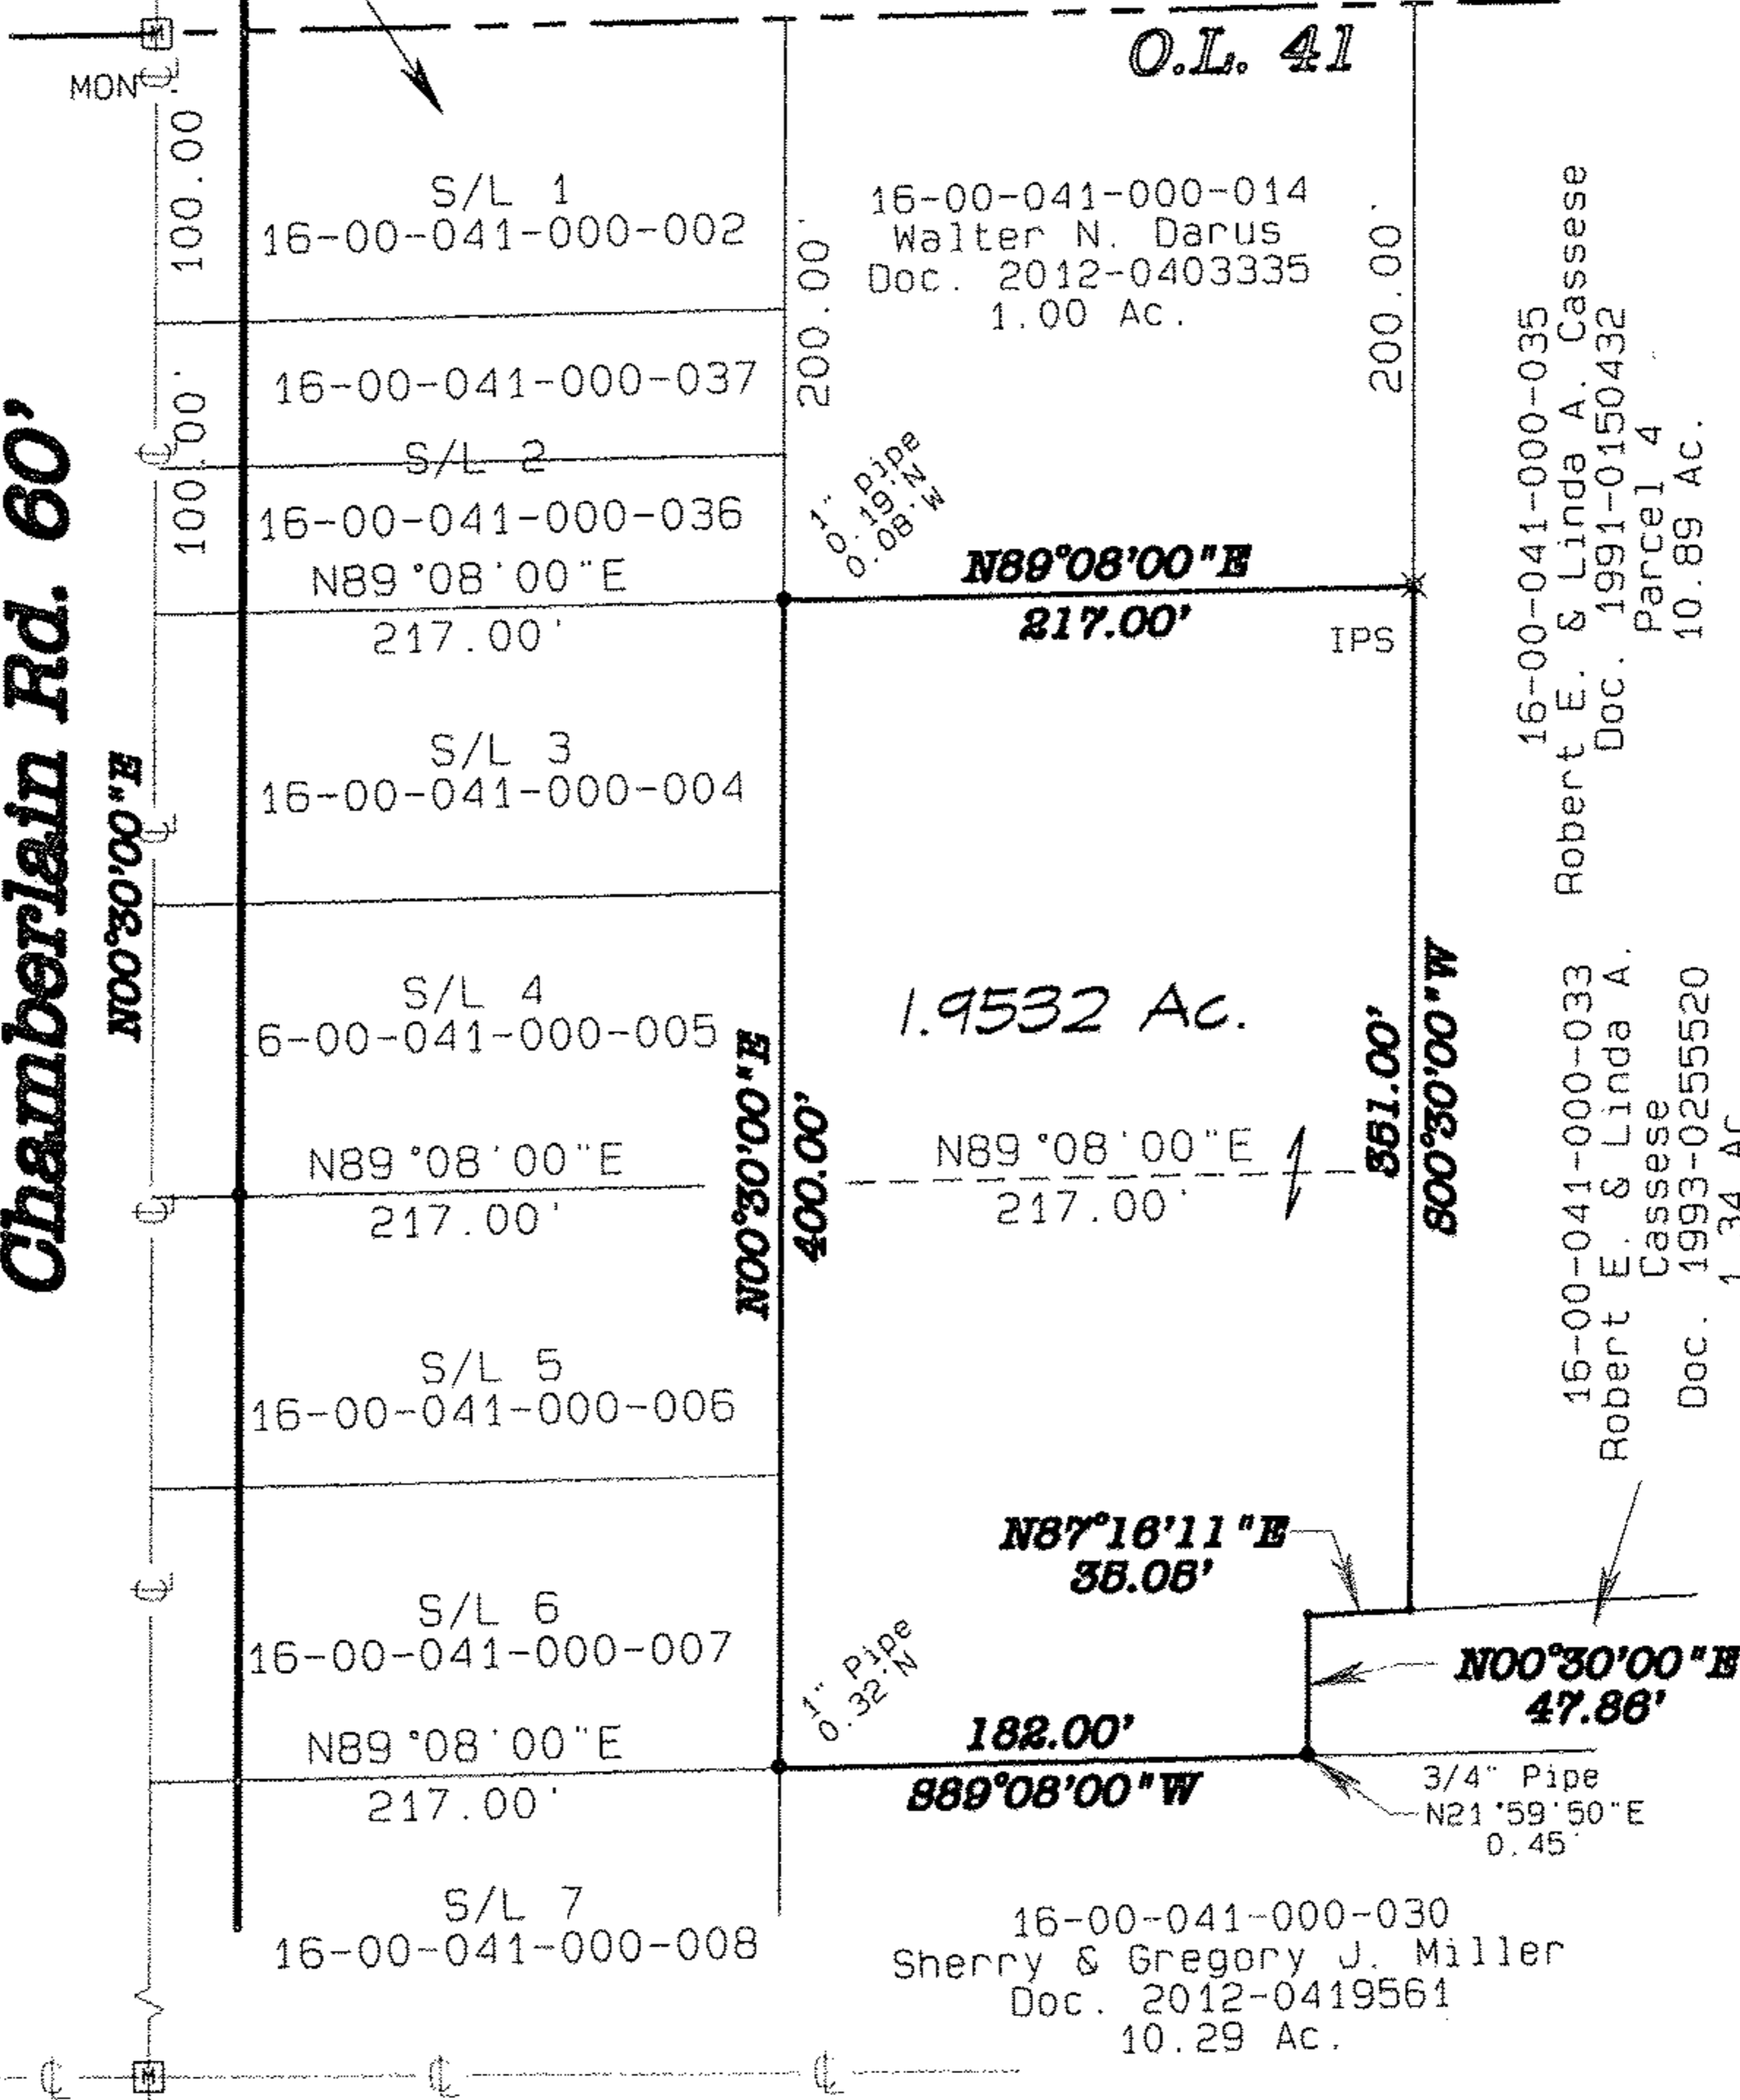 O.L. 41
MON
100.00'
S/L 1
16-00-041-000-002
200.00'
16-00-041-000-014
Walter N. Darus
Doc. 2012-0403335
1.00 Ac.
200.00'
16-00-041-000-037
100.00'
S/L 2
16-00-041-000-036
N89°08'00"E
217.00'
1" pipe
0.19'N
0.08'W
N89°08'00"E
217.00'
IPS
16-00-041-000-035
Robert E. & Linda A. Cassese
Doc. 1991-0150432
Parcel 4
10.89 Ac.
Chamberlain Rd. 60'
N00°30'00"E
S/L 3
16-00-041-000-004
S/L 4
6-00-041-000-005
N00°30'00"E
400.00'
1.9532 Ac.
351.00'
S00°30'00"W
16-00-041-000-033
Robert E. & Linda A.
Cassese
Doc. 1993-0255520
1.34 Ac
N89°08'00"E
217.00'
N89°08'00"E
217.00'
S/L 5
16-00-041-000-006
N87°16'11"E
35.08'
S/L 6
16-00-041-000-007
1" Pipe
0.32'N
N00°30'00"E
47.86'
N89°08'00"E
217.00'
182.00'
S89°08'00"W
3/4" Pipe
N21°59'50"E
0.45'
S/L 7
16-00-041-000-008
16-00-041-000-030
Sherry & Gregory J. Miller
Doc. 2012-0419561
10.29 Ac.
M